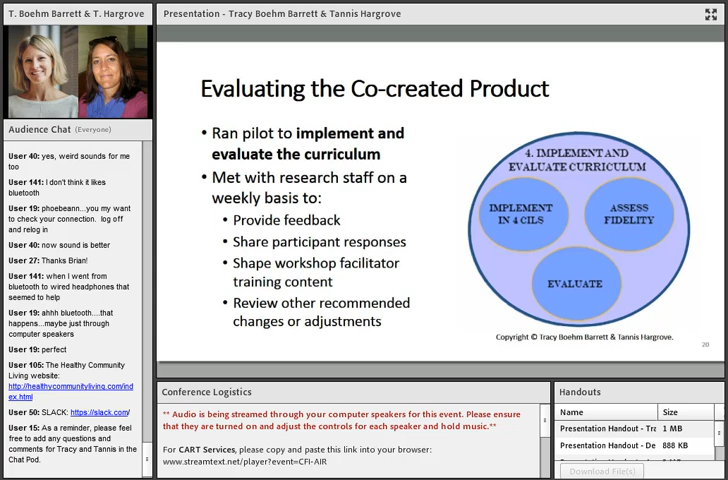 T. Boehm Barrett & T. Hargrove
Presentation - Tracy Boehm Barrett & Tannis Hargrove
Audience Chat (Everyone)
User 40: yes, weird sounds for me
too
User 141: I don't think it likes
bluetooth
User 19: phoebeann...you my want
to check your connection.  log off
and relog in
User 40: now sound is better
User 27: Thanks Brian!
User 141: when I went from
bluetooth to wired headphones that
seemed to help
User 19: ahhh bluetooth....that
happens...maybe just through
computer speakers
User 19: perfect
User 105: The Healthy Community
Living website:
http://healthycommunityliving.com/ind
ex.html
User 50: SLACK: https://slack.com/
User 15: As a reminder, please feel
free to add any questions and
comments for Tracy and Tannis in the
Chat Pod.
Evaluating the Co-created Product
• Ran pilot to implement and
evaluate the curriculum
• Met with research staff on a
weekly basis to:
• Provide feedback
• Share participant responses
• Shape workshop facilitator
training content
• Review other recommended
changes or adjustments
4. IMPLEMENT AND
EVALUATE CURRICULUM
IMPLEMENT
IN 4 CILS
ASSESS
FIDELITY
EVALUATE
Copyright © Tracy Boehm Barrett & Tannis Hargrove.
20
Conference Logistics
** Audio is being streamed through your computer speakers for this event. Please ensure
that they are turned on and adjust the controls for each speaker and hold music.**
For CART Services, please copy and paste this link into your browser:
www.streamtext.net/player?event=CFI-AIR
Handouts
Name Size
Presentation Handout - Tra 1 MB
Presentation Handout - De 888 KB
Download File(s)